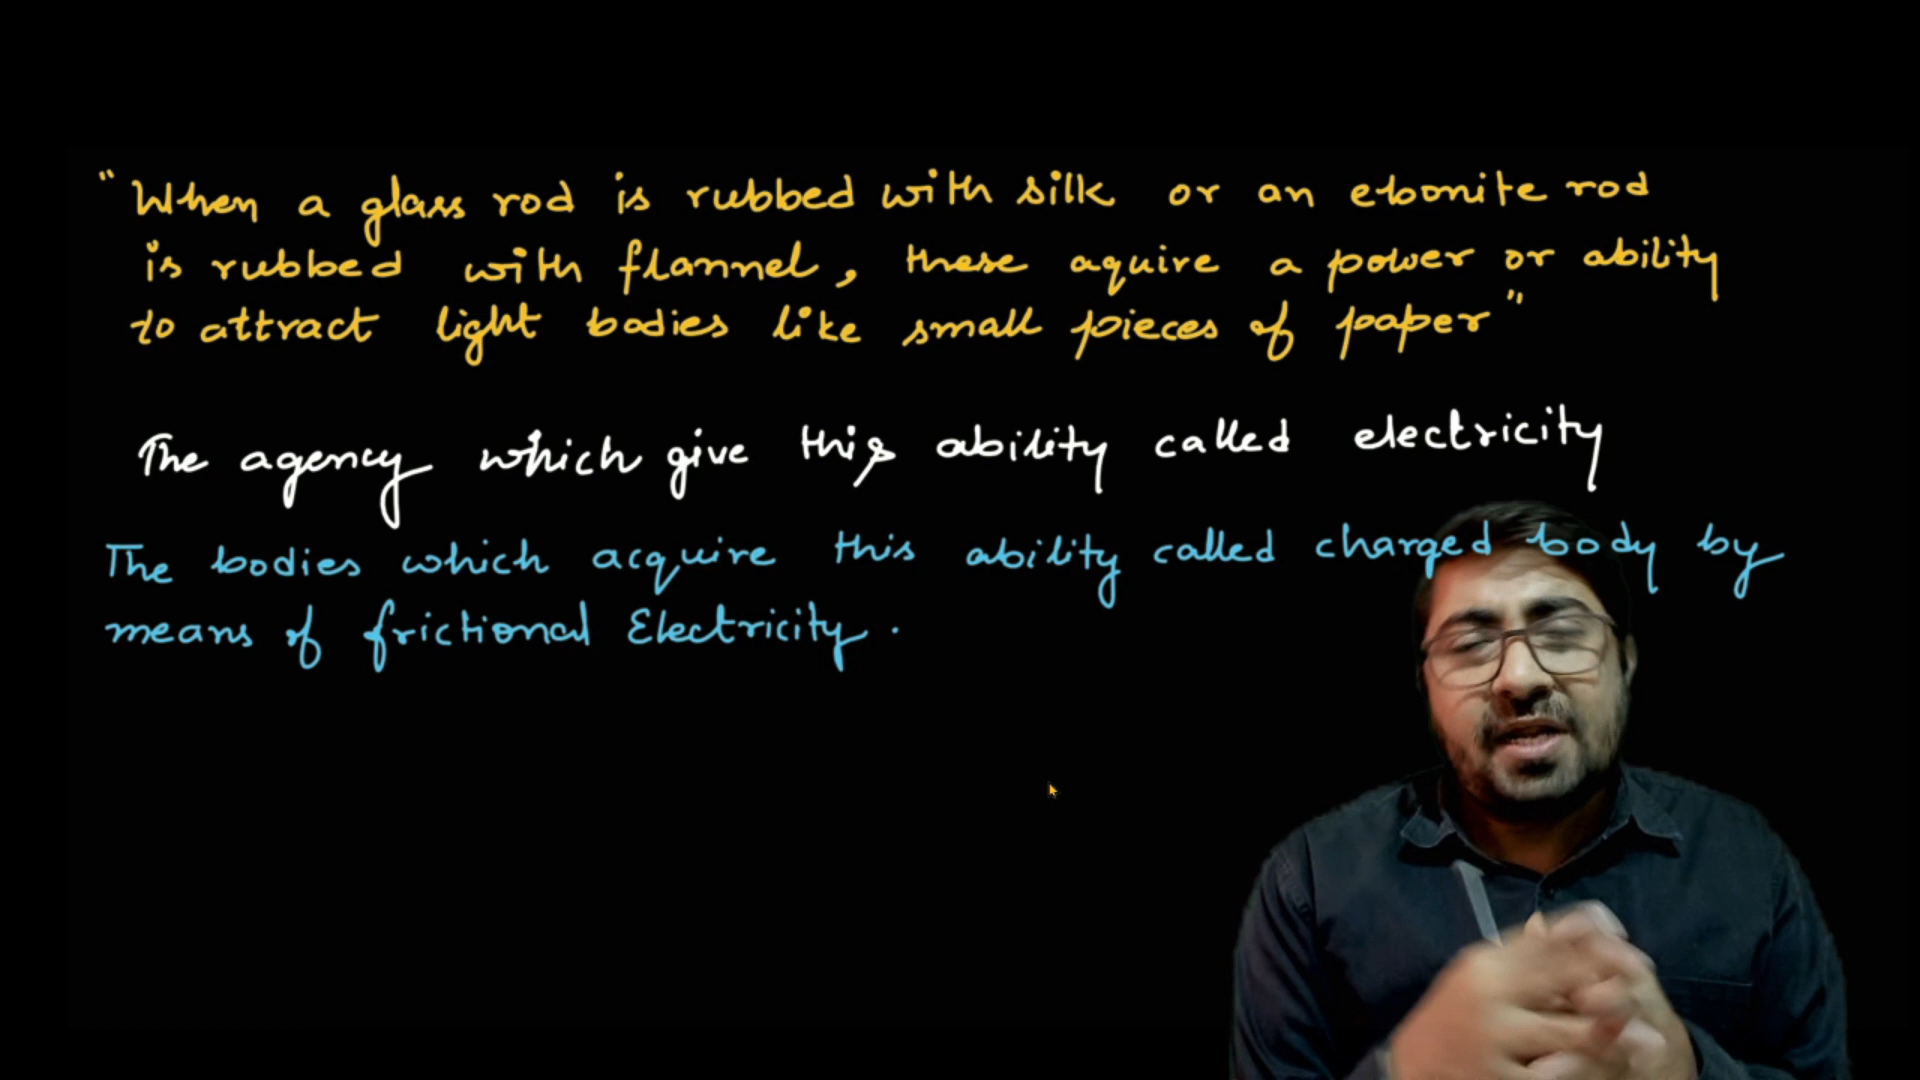 "When a glass rod is rubbed with silk or an ebonite rod
is rubbed with flannel, these aquire a power or ability
to attract light bodies like small pieces of paper"
The agency which give this ability called electricity
The bodies which acquire this ability called charged body by
means of frictional Electricity.